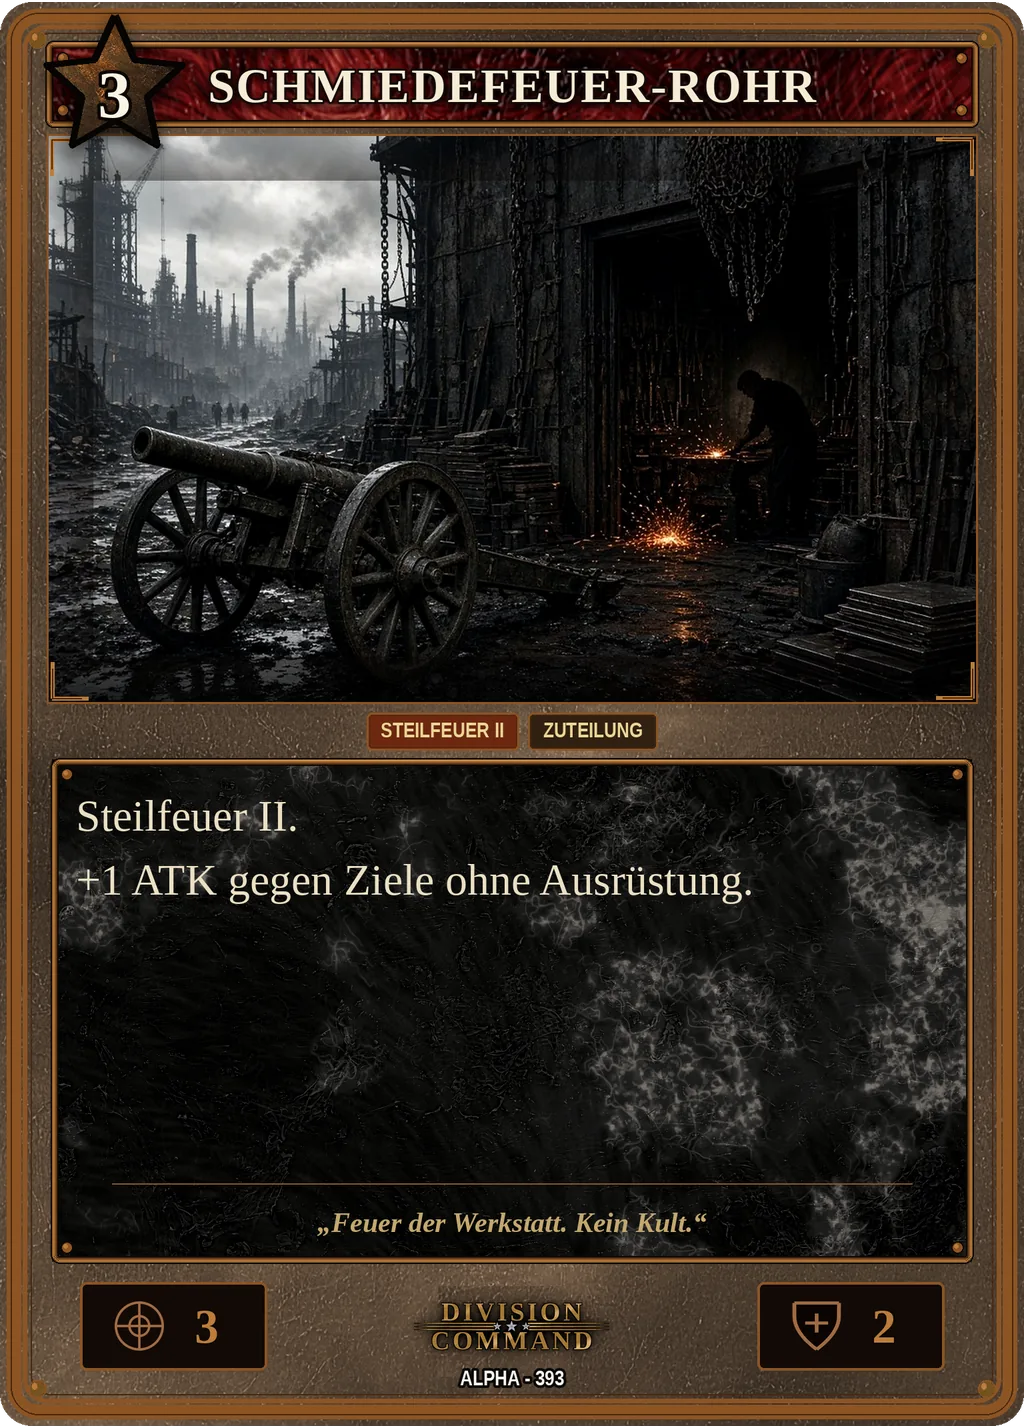 3
SCHMIEDEFEUER-ROHR
STEILFEUER II
ZUTEILUNG
Steilfeuer II.
+1 ATK gegen Ziele ohne Ausrüstung.
„Feuer der Werkstatt. Kein Kult.“
3
DIVISION
COMMAND
2
ALPHA - 393